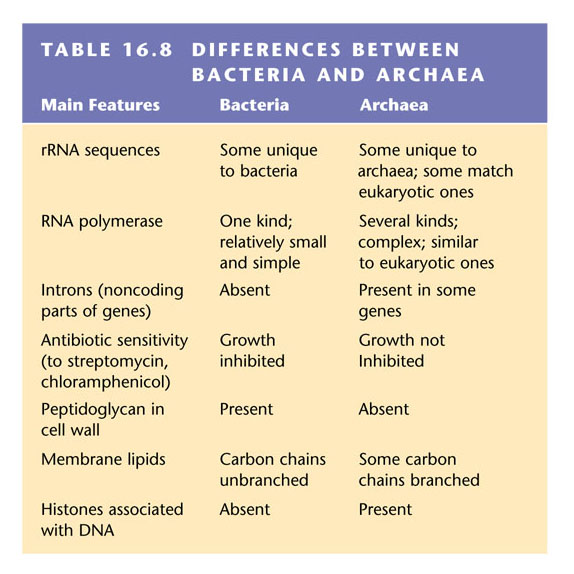 TABLE 16.8 DIFFERENCES BETWEEN
BACTERIA AND ARCHAEA
Main Features Bacteria Archaea
rRNA sequences Some unique Some unique to
to bacteria archaea; some match
eukaryotic ones
RNA polymerase One kind; Several kinds;
relatively small complex; similar
and simple to eukaryotic ones
Introns (noncoding Absent Present in some
parts of genes) genes
Antibiotic sensitivity Growth Growth not
(to streptomycin, inhibited Inhibited
chloramphenicol)
Peptidoglycan in Present Absent
cell wall
Membrane lipids Carbon chains Some carbon
unbranched chains branched
Histones associated Absent Present
with DNA